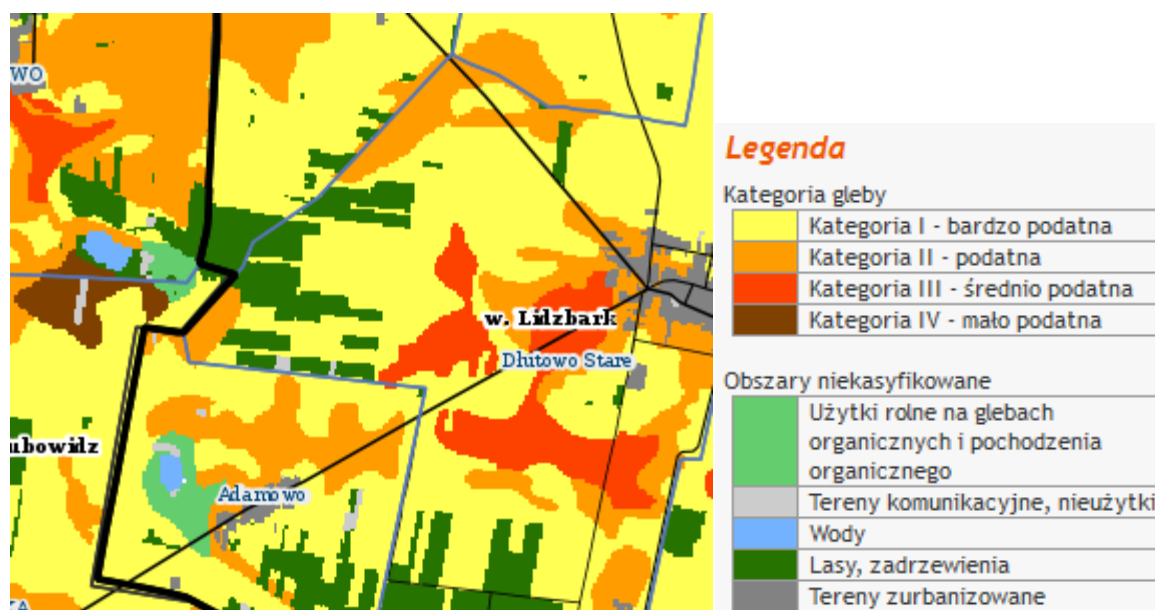 WO
w. Lidzbark
Dłutowo Stare
ubowidz
Adamowo
KA
Legenda
Kategoria gleby
Kategoria I - bardzo podatna
Kategoria II - podatna
Kategoria III - średnio podatna
Kategoria IV - mało podatna
Obszary niekasyfikowane
Użytki rolne na glebach
organicznych i pochodzenia
organicznego
Tereny komunikacyjne, nieużytki
Wody
Lasy, zadrzewienia
Tereny zurbanizowane